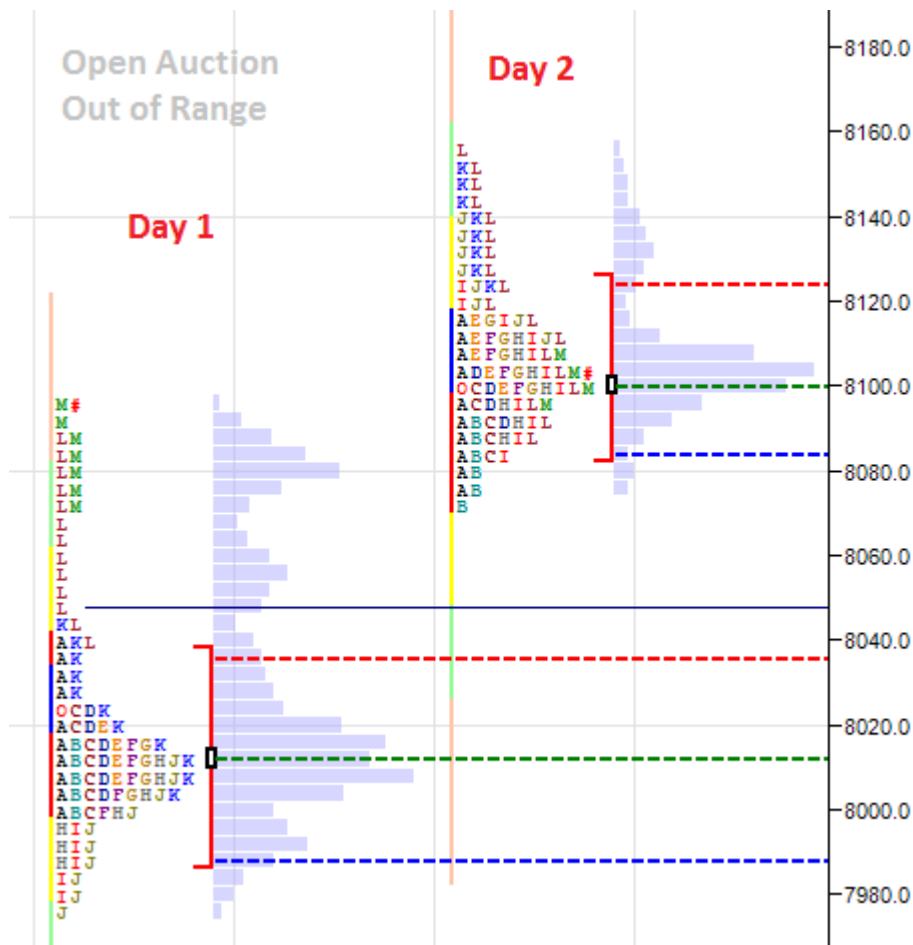 Open Auction
Out of Range
Day 1
Day 2
M#
M
LM
LM
LM
LM
LM
L
L
L
L
L
L
KL
AKL
AK
AK
AK
OCDK
ACDEK
ABCDEFGK
ABCDEFGHJK
ABCDEFGHJK
ABCDFGHJK
ABCFHJ
HIJ
HIJ
HIJ
IJ
IJ
J
L
KL
KL
KL
JKL
JKL
JKL
JKL
IJKL
IJL
AEGIJL
AEFGHIJL
AEFGHILM
ADEFGHILM#
OCDEFGHILM
ACDHILM
ABCDHIL
ABCHIL
ABCI
AB
AB
B
8180.0
8160.0
8140.0
8120.0
8100.0
8080.0
8060.0
8040.0
8020.0
8000.0
7980.0